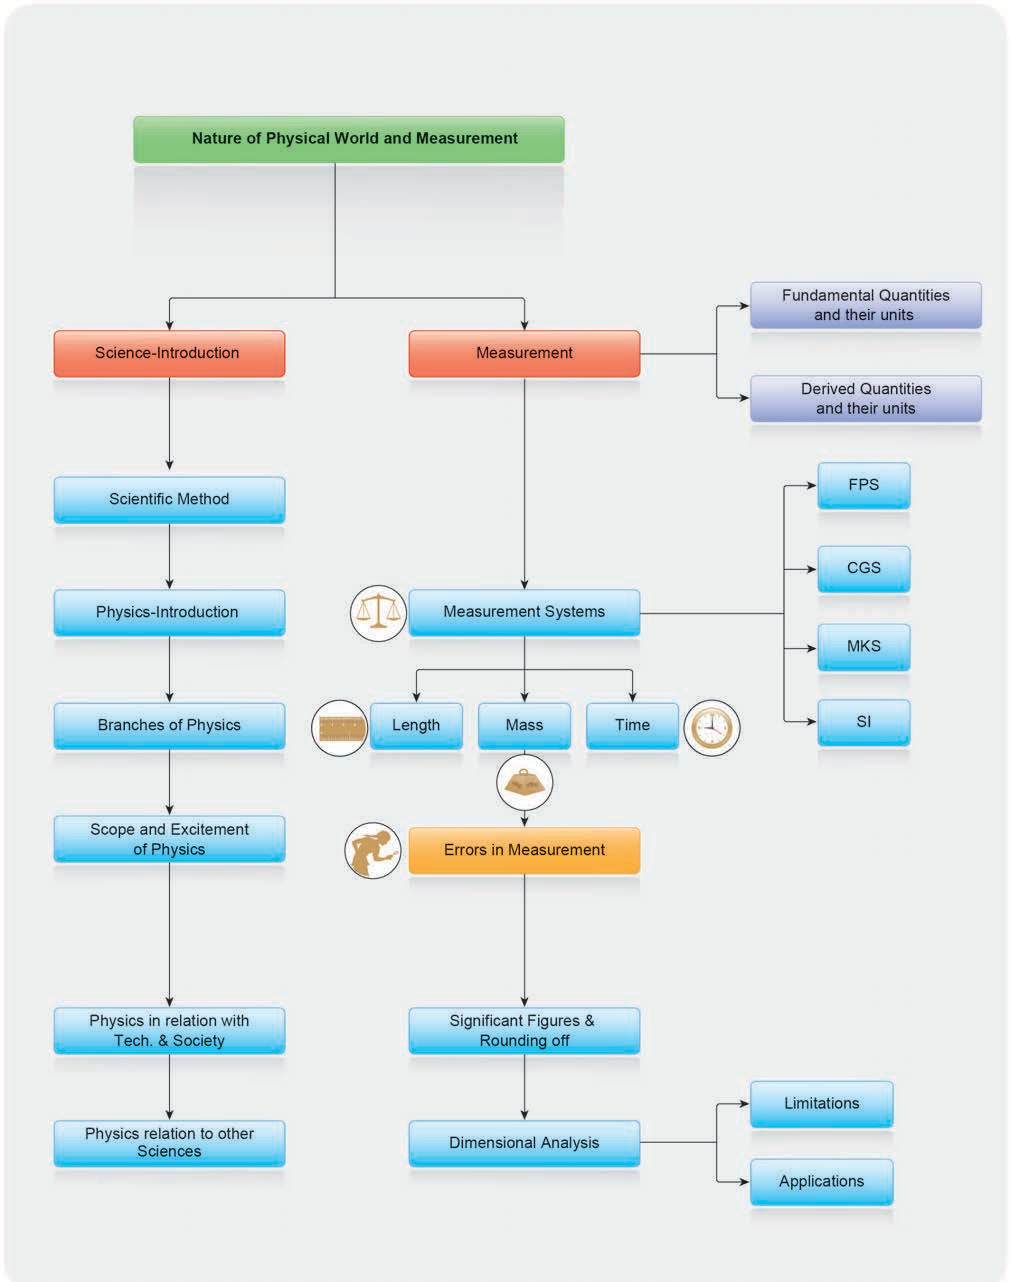 Nature of Physical World and Measurement
Science-Introduction
Measurement
Fundamental Quantities
and their units
Derived Quantities
and their units
Scientific Method
Physics-Introduction
Branches of Physics
Scope and Excitement
of Physics
Physics in relation with
Tech. & Society
Physics relation to other
Sciences
Measurement Systems
FPS
CGS
MKS
SI
Length
Mass
Time
Errors in Measurement
Significant Figures &
Rounding off
Dimensional Analysis
Limitations
Applications